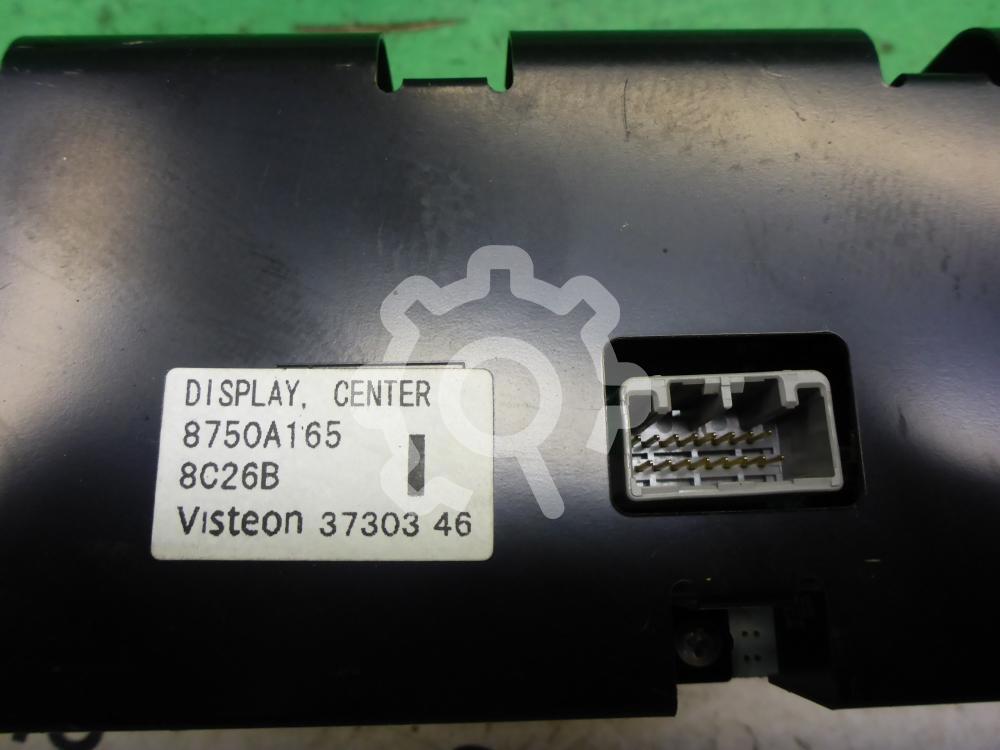 DISPLAY, CENTER
8750A165
8C26B
Visteon 37303 46